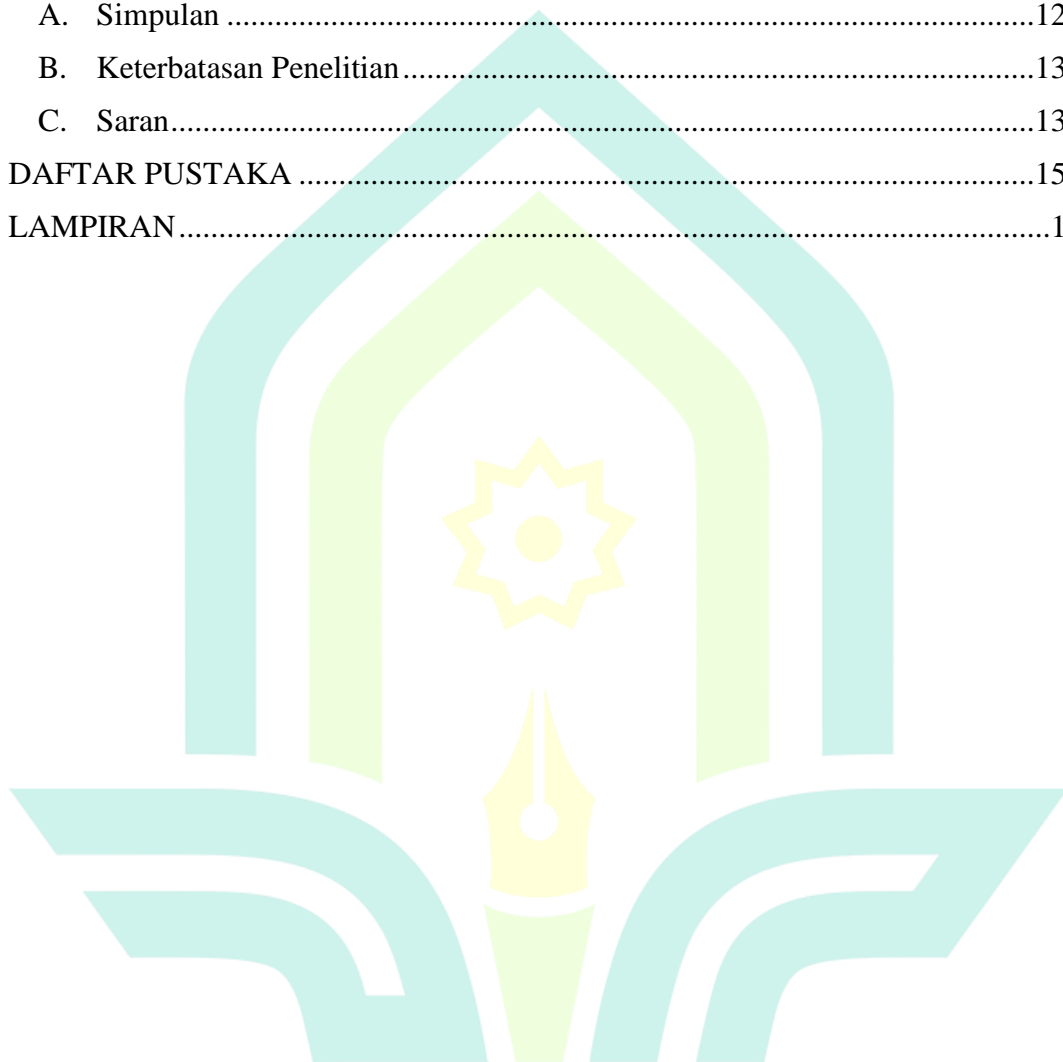 A. Simpulan ..........................................................................................................12
B. Keterbatasan Penelitian ...................................................................................13
C. Saran.................................................................................................................13
DAFTAR PUSTAKA ................................................................................................15
LAMPIRAN..................................................................................................................1